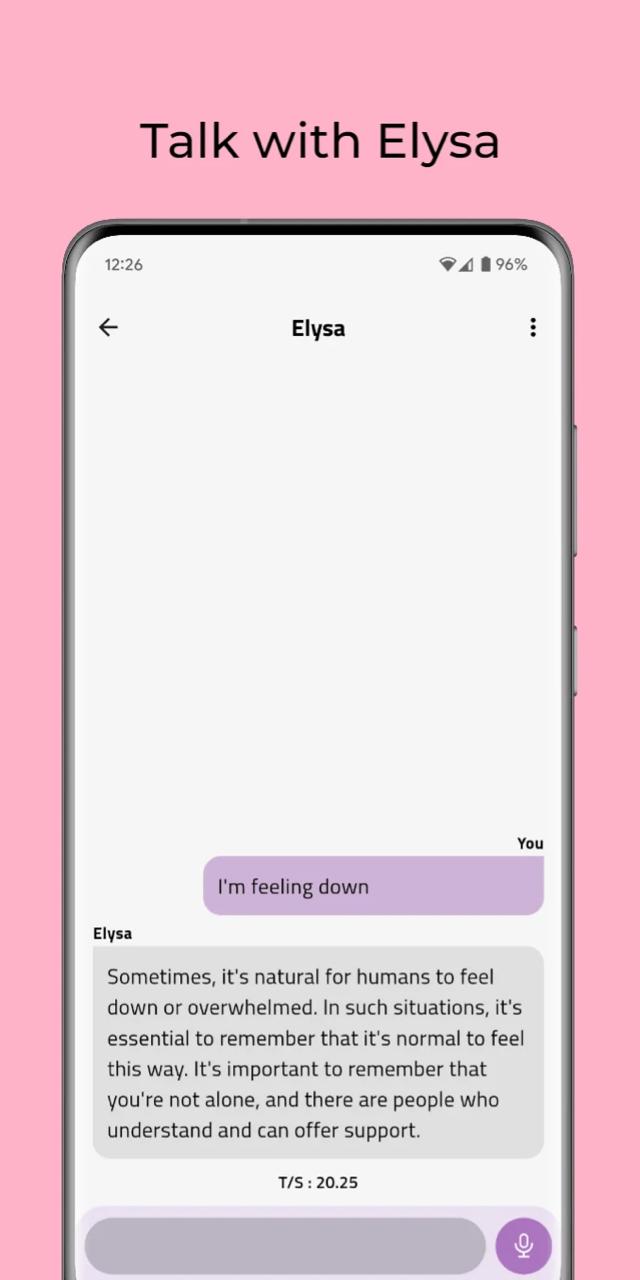 Talk with Elysa
12:26
96%
Elysa
You
I'm feeling down
Elysa
Sometimes, it's natural for humans to feel
down or overwhelmed. In such situations, it's
essential to remember that it's normal to feel
this way. It's important to remember that
you're not alone, and there are people who
understand and can offer support.
T/S : 20.25